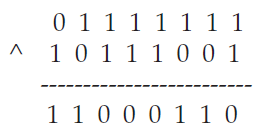 0 1 1 1 1 1 1 1
^ 1 0 1 1 1 0 0 1
---------------------------
1 1 0 0 0 1 1 0